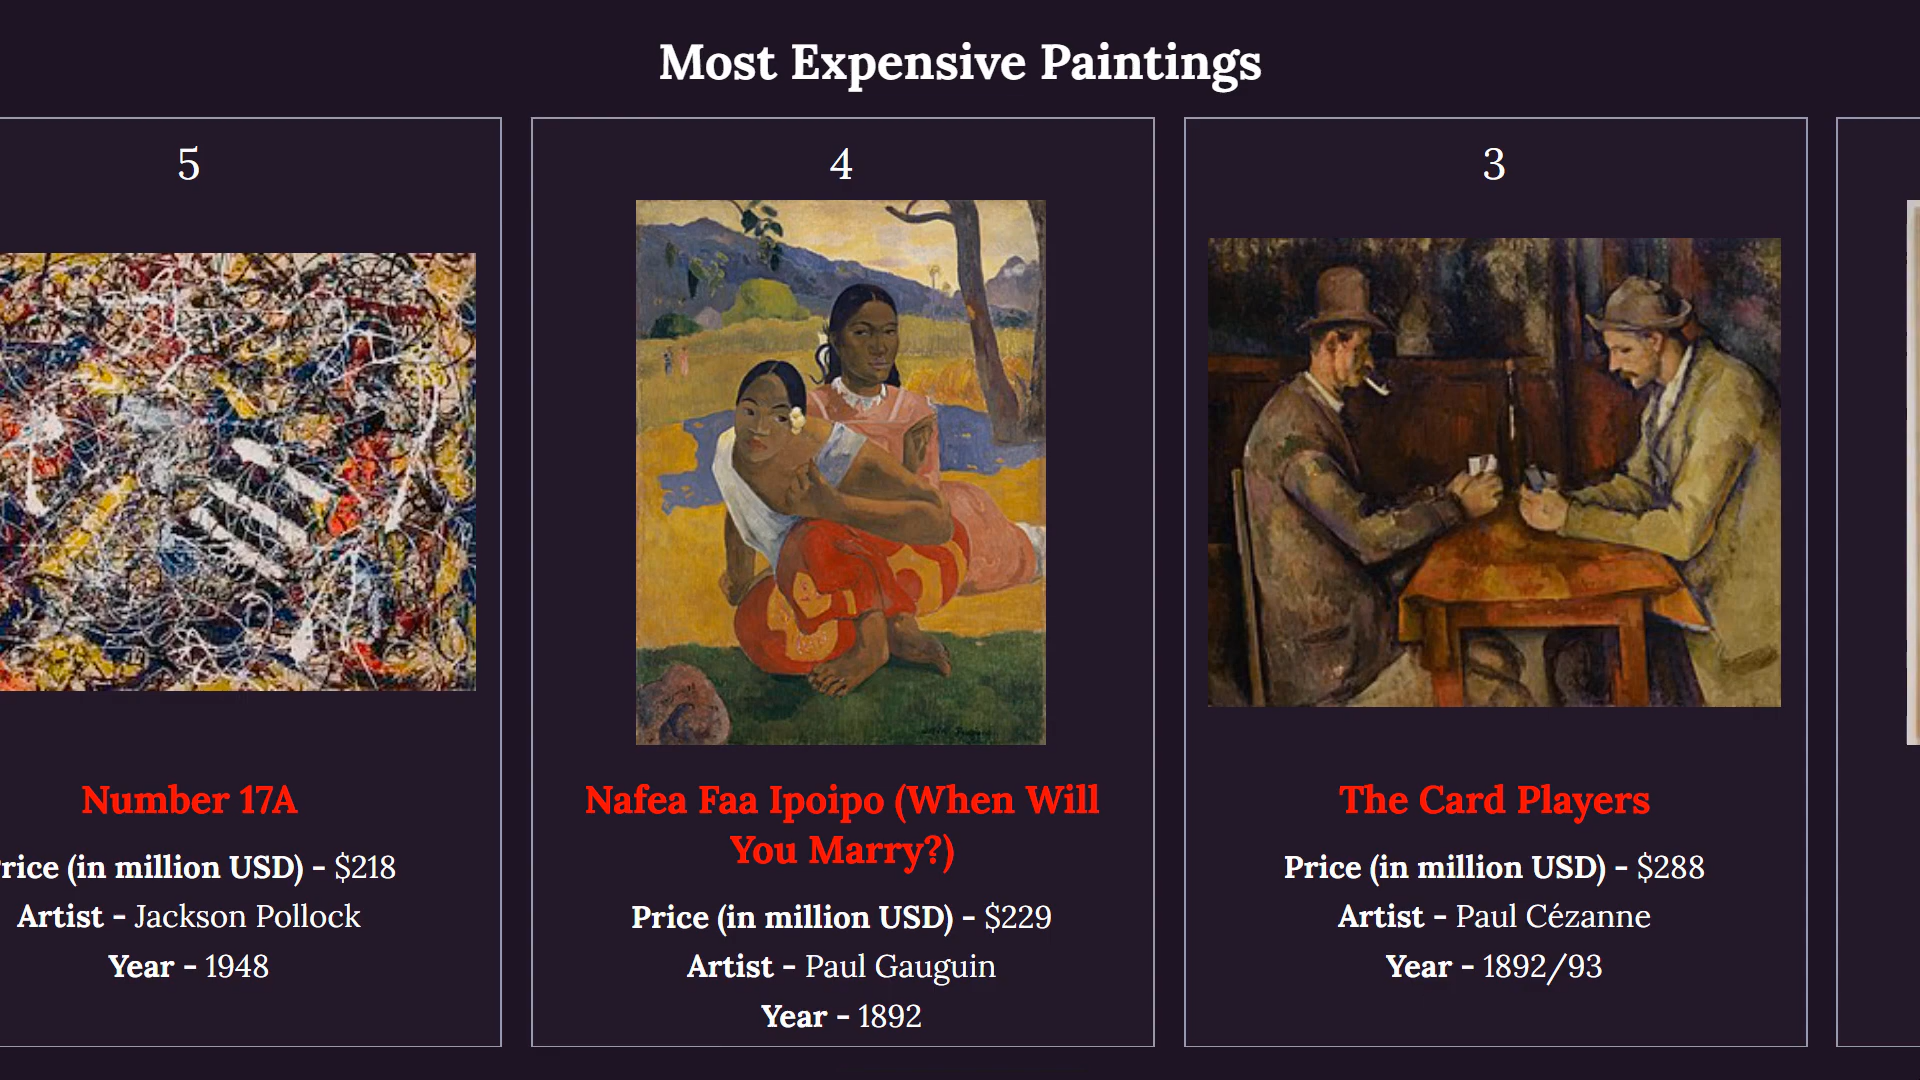 Most Expensive Paintings
5
Number 17A
rice (in million USD) - $218
Artist - Jackson Pollock
Year - 1948
4
Nafea Faa Ipoipo (When Will
You Marry?)
Price (in million USD) - $229
Artist - Paul Gauguin
Year - 1892
3
The Card Players
Price (in million USD) - $288
Artist - Paul Cézanne
Year - 1892/93